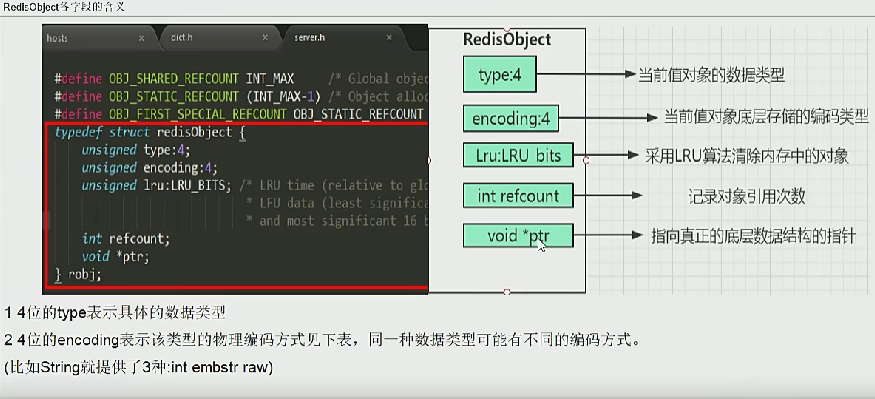 RedisObject各字段的含义
hosts
dict.h
server.h
#define OBJ_SHARED_REFCOUNT INT_MAX /* Global objec
#define OBJ_STATIC_REFCOUNT (INT_MAX-1) /* Object alloc
#define OBJ_FIRST_SPECIAL_REFCOUNT OBJ_STATIC_REFCOUNT
typedef struct redisObject {
unsigned type:4;
unsigned encoding:4;
unsigned lru:LRU_BITS; /* LRU time (relative to glo
* LFU data (least significa
* and most significant 16 b
int refcount;
void *ptr;
} robj;
RedisObject
type:4
当前值对象的数据类型
encoding:4
当前值对象底层存储的编码类型
Lru:LRU_bits
采用LRU算法清除内存中的对象
int refcount
记录对象引用次数
void *ptr
指向真正的底层数据结构的指针
1 4位的type表示具体的数据类型
2 4位的encoding表示该类型的物理编码方式见下表，同一种数据类型可能有不同的编码方式。
(比如String就提供了3种:int embstr raw)